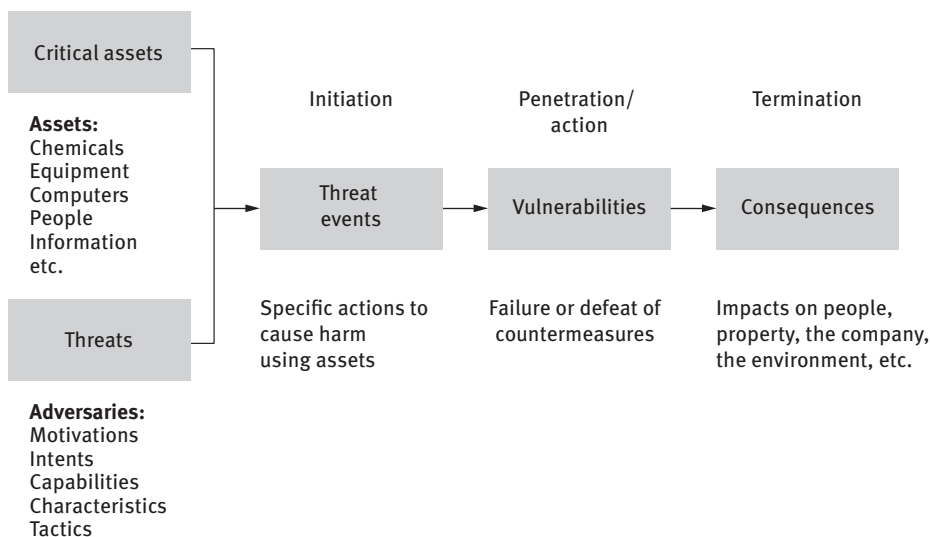 Critical assets
Assets:
Chemicals
Equipment
Computers
People
Information
etc.
Threats
Adversaries:
Motivations
Intents
Capabilities
Characteristics
Tactics
Initiation
Threat
events
Specific actions to
cause harm
using assets
Penetration/
action
Vulnerabilities
Failure or defeat of
countermeasures
Termination
Consequences
Impacts on people,
property, the company,
the environment, etc.